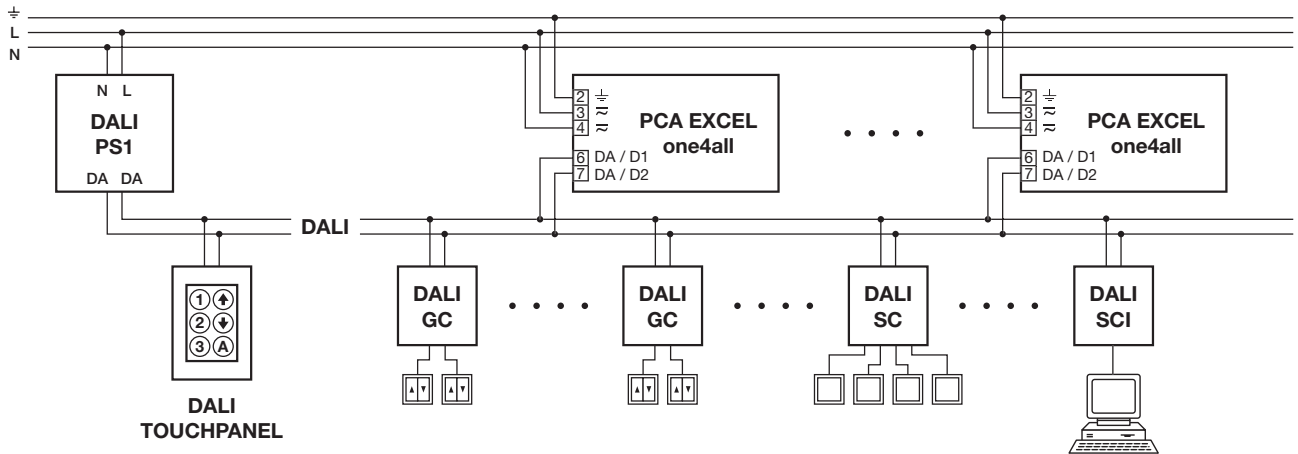 L
N
N L
DALI
PS1
DA DA
2
3
4
6 DA / D1
7 DA / D2
PCA EXCEL
one4all
2
3
4
6 DA / D1
7 DA / D2
PCA EXCEL
one4all
DALI
1
2
3 A
DALI
TOUCHPANEL
DALI
GC
DALI
GC
DALI
SC
DALI
SCI